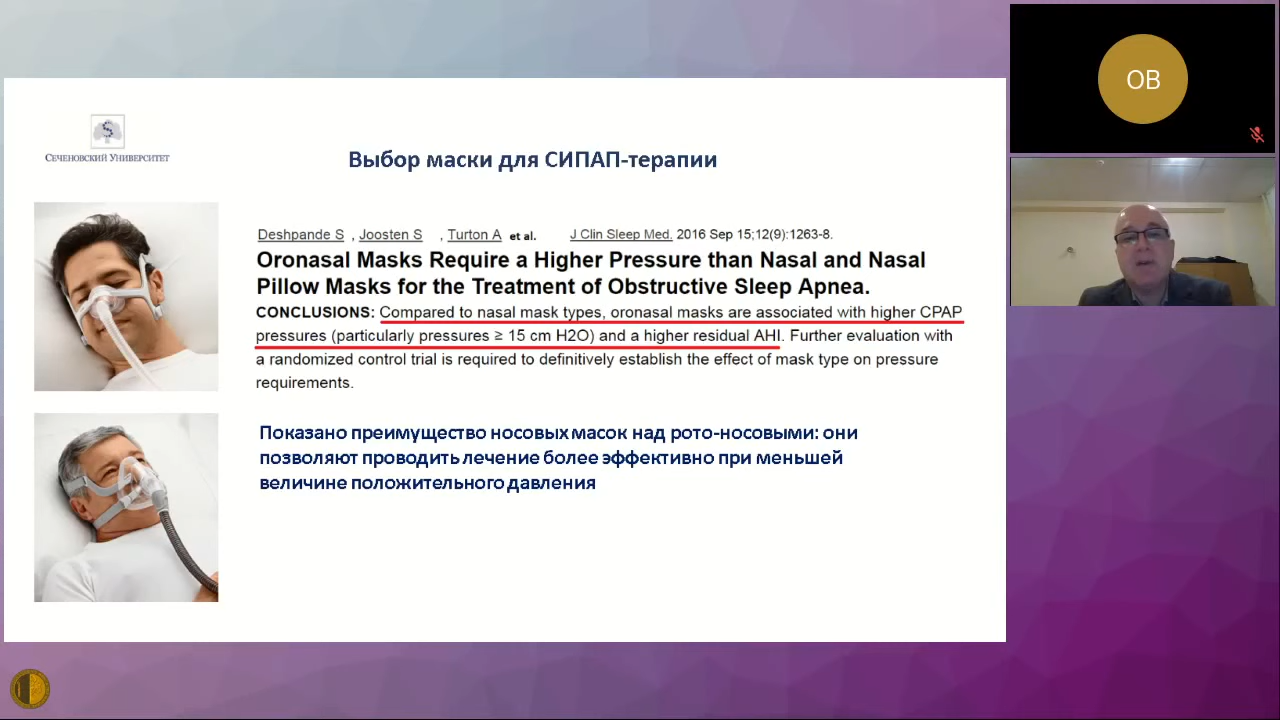 Сеченовский Университет
Выбор маски для СИПАП-терапии
Deshpande S , Joosten S , Turton A et al. J Clin Sleep Med. 2016 Sep 15;12(9):1263-8.
Oronasal Masks Require a Higher Pressure than Nasal and Nasal
Pillow Masks for the Treatment of Obstructive Sleep Apnea.
CONCLUSIONS: Compared to nasal mask types, oronasal masks are associated with higher CPAP
pressures (particularly pressures ≥ 15 cm H2O) and a higher residual AHI. Further evaluation with
a randomized control trial is required to definitively establish the effect of mask type on pressure
requirements.
Показано преимущество носовых масок над рото-носовыми: они
позволяют проводить лечение более эффективно при меньшей
величине положительного давления
ОВ